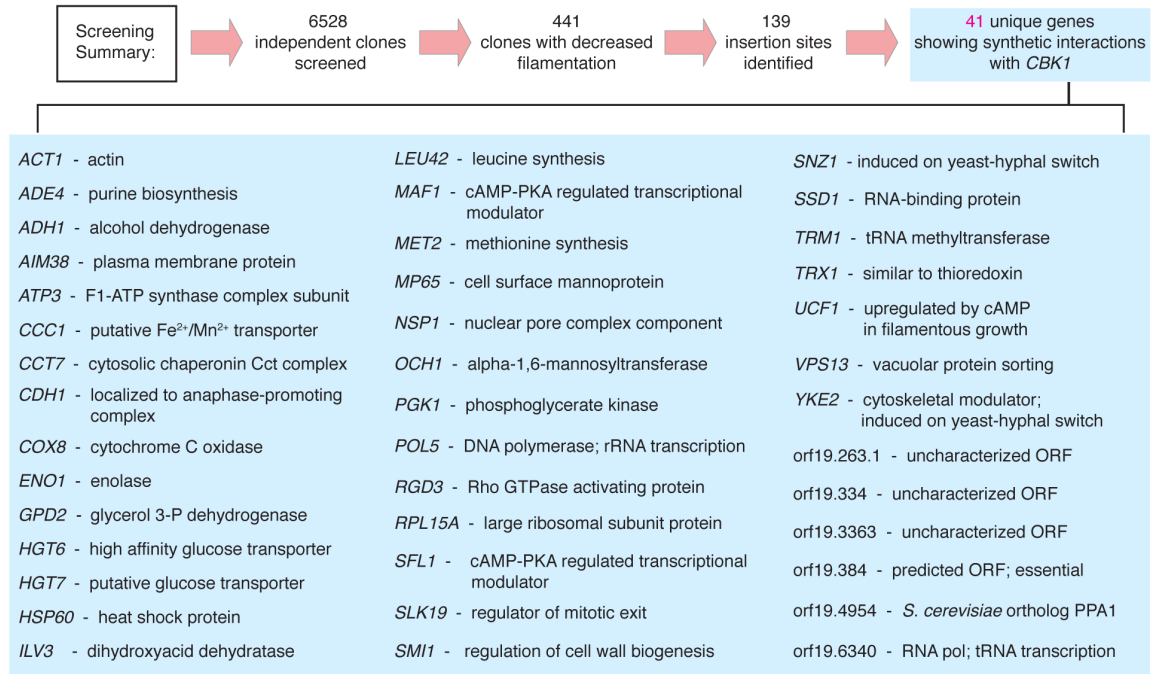 Screening
Summary:
6528
independent clones
screened
441
clones with decreased
filamentation
139
insertion sites
identified
41 unique genes
showing synthetic interactions
with CBK1
ACT1 - actin
ADE4 - purine biosynthesis
ADH1 - alcohol dehydrogenase
AIM38 - plasma membrane protein
ATP3 - F1-ATP synthase complex subunit
CCC1 - putative Fe²⁺/Mn²⁺ transporter
CCT7 - cytosolic chaperonin Cct complex
CDH1 - localized to anaphase-promoting
complex
COX8 - cytochrome C oxidase
ENO1 - enolase
GPD2 - glycerol 3-P dehydrogenase
HGT6 - high affinity glucose transporter
HGT7 - putative glucose transporter
HSP60 - heat shock protein
ILV3 - dihydroxyacid dehydratase
LEU42 - leucine synthesis
MAF1 - cAMP-PKA regulated transcriptional
modulator
MET2 - methionine synthesis
MP65 - cell surface mannoprotein
NSP1 - nuclear pore complex component
OCH1 - alpha-1,6-mannosyltransferase
PGK1 - phosphoglycerate kinase
POL5 - DNA polymerase; rRNA transcription
RGD3 - Rho GTPase activating protein
RPL15A - large ribosomal subunit protein
SFL1 - cAMP-PKA regulated transcriptional
modulator
SLK19 - regulator of mitotic exit
SMI1 - regulation of cell wall biogenesis
SNZ1 - induced on yeast-hyphal switch
SSD1 - RNA-binding protein
TRM1 - tRNA methyltransferase
TRX1 - similar to thioredoxin
UCF1 - upregulated by cAMP
in filamentous growth
VPS13 - vacuolar protein sorting
YKE2 - cytoskeletal modulator;
induced on yeast-hyphal switch
orf19.263.1 - uncharacterized ORF
orf19.334 - uncharacterized ORF
orf19.3363 - uncharacterized ORF
orf19.384 - predicted ORF; essential
orf19.4954 - S. cerevisiae ortholog PPA1
orf19.6340 - RNA pol; tRNA transcription